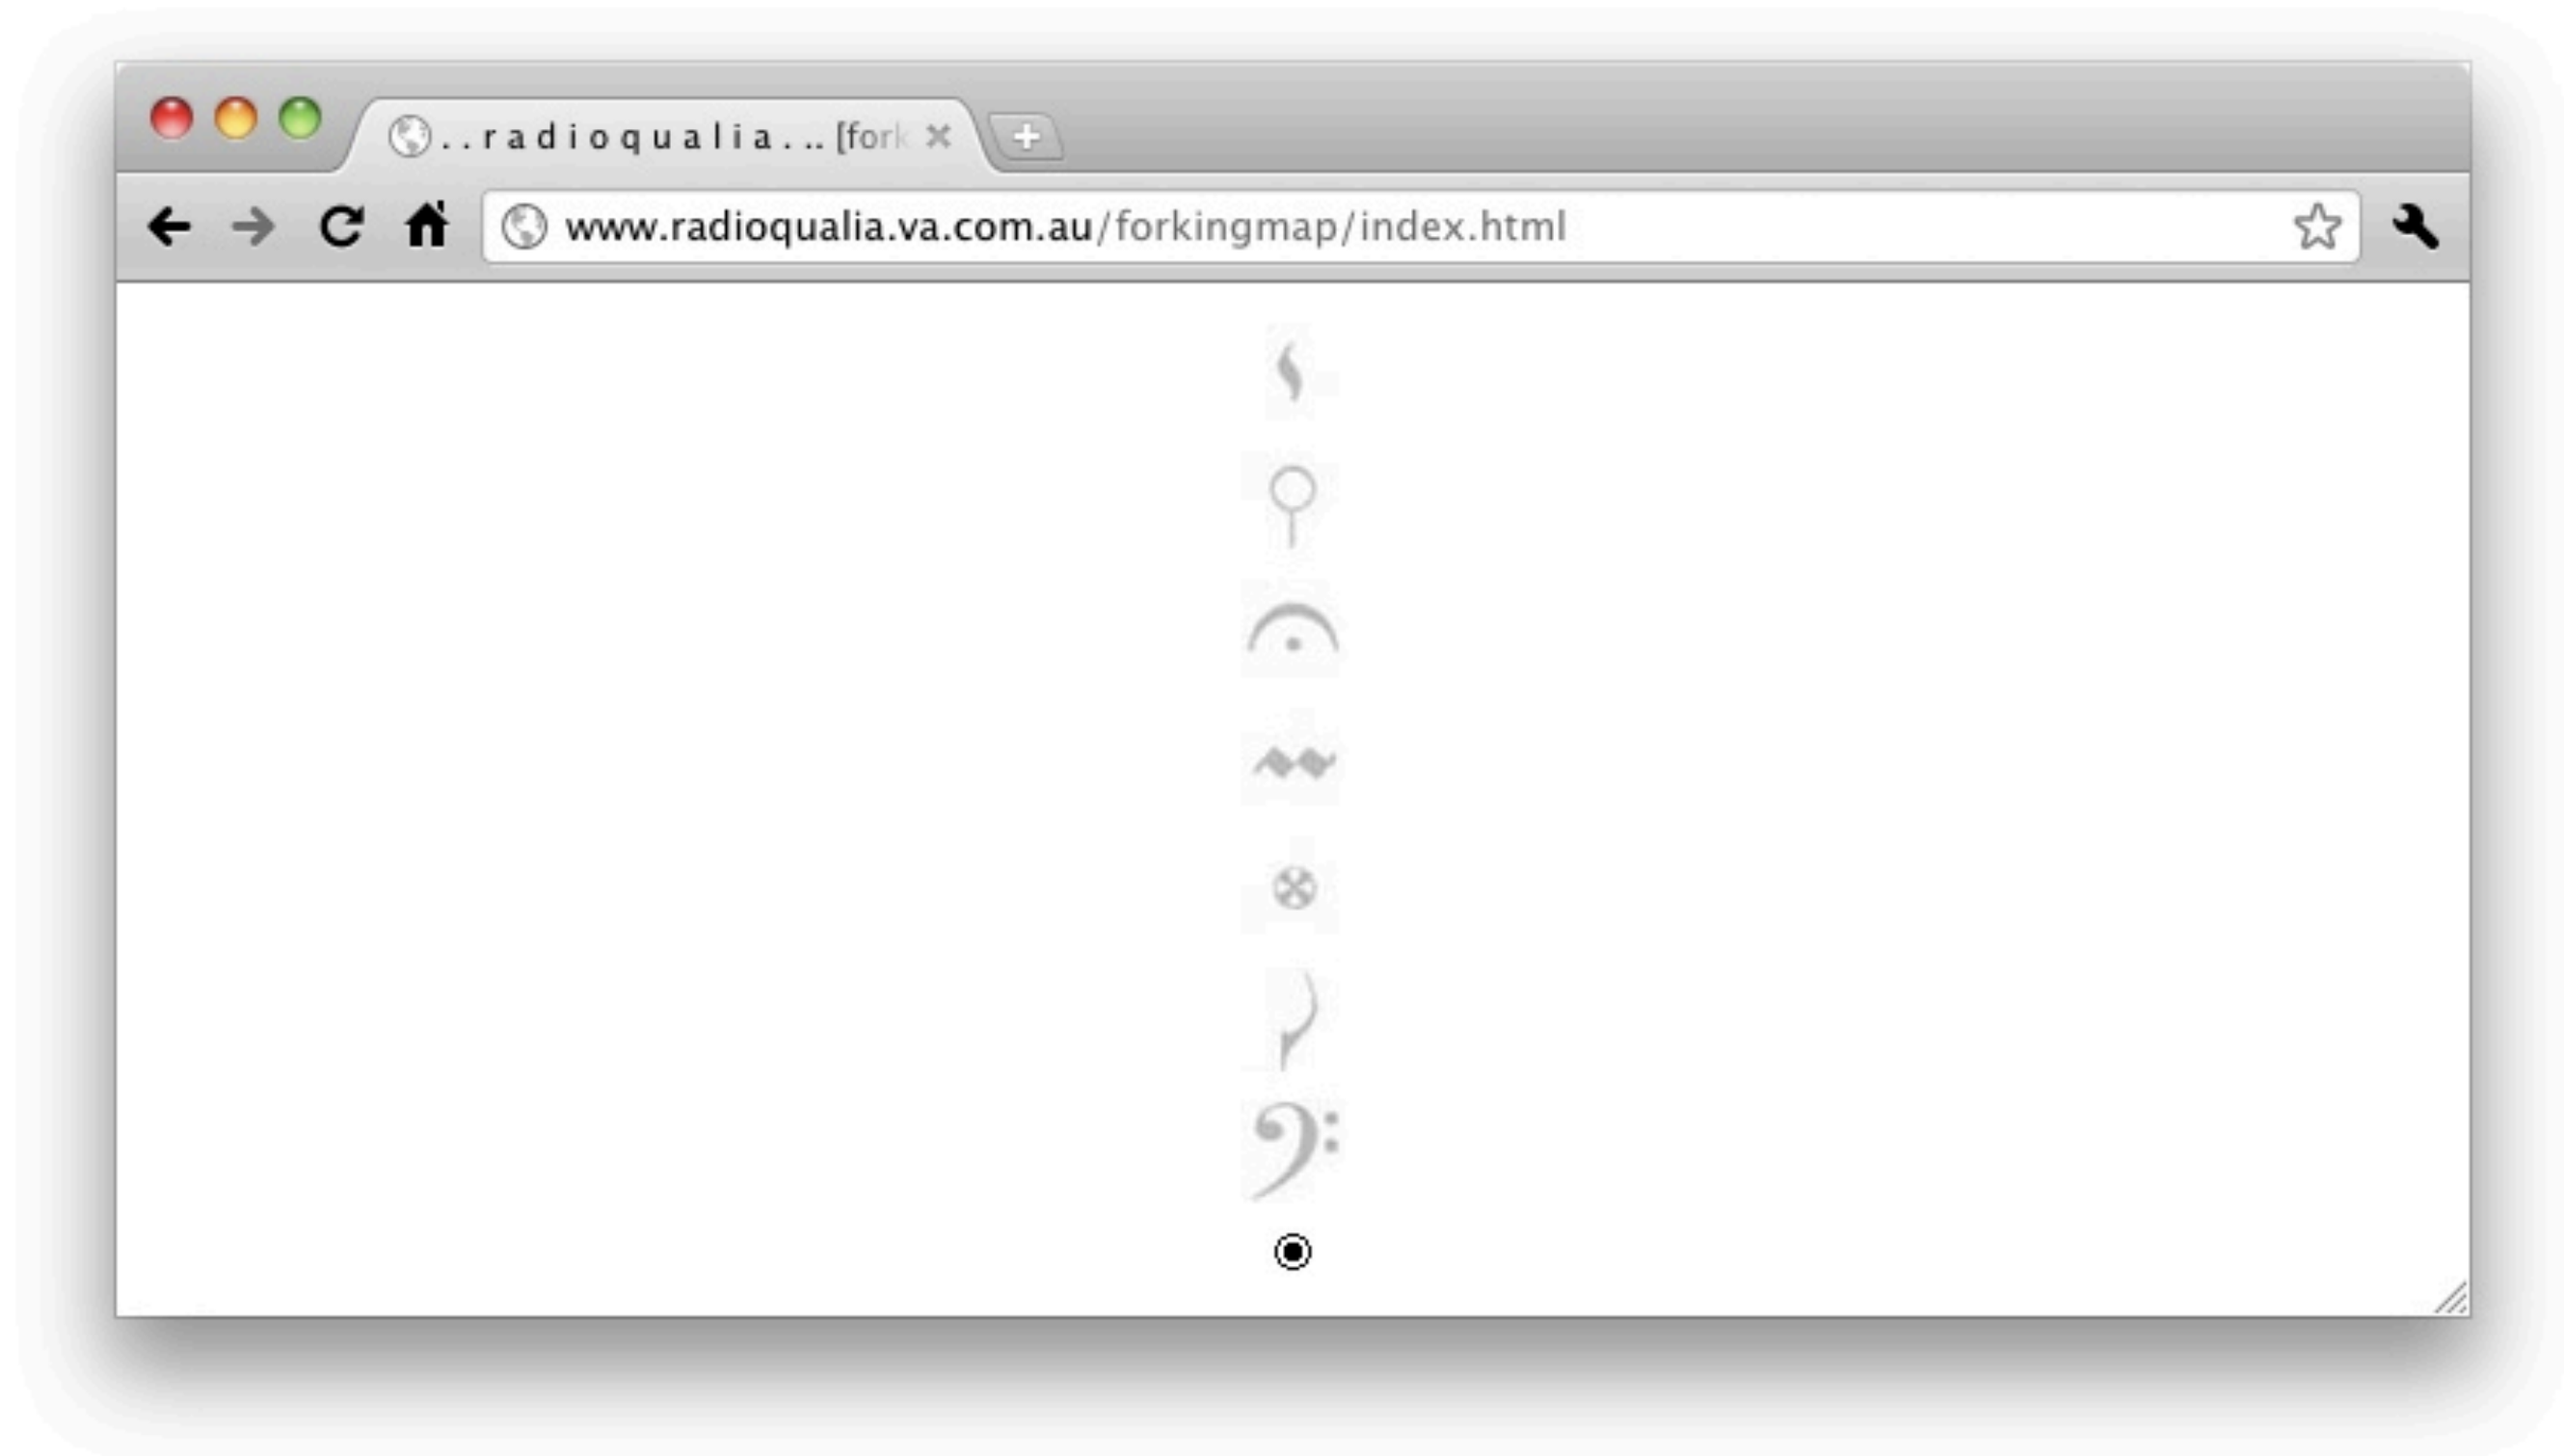 . . r a d i o q u a l i a . .. [fork
www.radioqualia.va.com.au/forkingmap/index.html